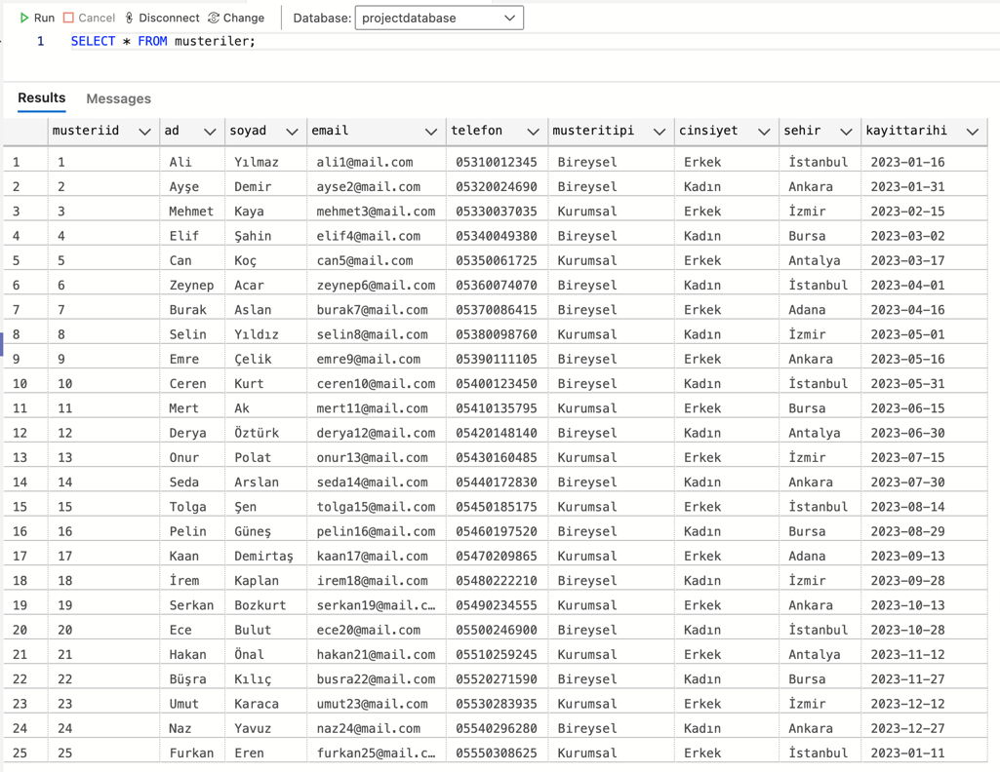 Run Cancel Disconnect Change Database: projectdatabase
1 SELECT * FROM musteriler;
Results Messages
musteriid ad soyad email telefon musteritipi cinsiyet sehir kayittarihi
1 1 Ali Yılmaz ali1@mail.com 05310012345 Bireysel Erkek İstanbul 2023-01-16
2 2 Ayşe Demir ayse2@mail.com 05320024690 Bireysel Kadın Ankara 2023-01-31
3 3 Mehmet Kaya mehmet3@mail.com 05330037035 Kurumsal Erkek İzmir 2023-02-15
4 4 Elif Şahin elif4@mail.com 05340049380 Bireysel Kadın Bursa 2023-03-02
5 5 Can Koç can5@mail.com 05350061725 Kurumsal Erkek Antalya 2023-03-17
6 6 Zeynep Acar zeynep6@mail.com 05360074070 Bireysel Kadın İstanbul 2023-04-01
7 7 Burak Aslan burak7@mail.com 05370086415 Bireysel Erkek Adana 2023-04-16
8 8 Selin Yıldız selin8@mail.com 05380098760 Kurumsal Kadın İzmir 2023-05-01
9 9 Emre Çelik emre9@mail.com 05390111105 Bireysel Erkek Ankara 2023-05-16
10 10 Ceren Kurt ceren10@mail.com 05400123450 Bireysel Kadın İstanbul 2023-05-31
11 11 Mert Ak mert11@mail.com 05410135795 Kurumsal Erkek Bursa 2023-06-15
12 12 Derya Öztürk derya12@mail.com 05420148140 Bireysel Kadın Antalya 2023-06-30
13 13 Onur Polat onur13@mail.com 05430160485 Kurumsal Erkek İzmir 2023-07-15
14 14 Seda Arslan seda14@mail.com 05440172830 Bireysel Kadın Ankara 2023-07-30
15 15 Tolga Şen tolga15@mail.com 05450185175 Kurumsal Erkek İstanbul 2023-08-14
16 16 Pelin Güneş pelin16@mail.com 05460197520 Bireysel Kadın Bursa 2023-08-29
17 17 Kaan Demirtaş kaan17@mail.com 05470209865 Kurumsal Erkek Adana 2023-09-13
18 18 İrem Kaplan irem18@mail.com 05480222210 Bireysel Kadın İzmir 2023-09-28
19 19 Serkan Bozkurt serkan19@mail.c… 05490234555 Kurumsal Erkek Ankara 2023-10-13
20 20 Ece Bulut ece20@mail.com 05500246900 Bireysel Kadın İstanbul 2023-10-28
21 21 Hakan Önal hakan21@mail.com 05510259245 Kurumsal Erkek Antalya 2023-11-12
22 22 Büşra Kılıç busra22@mail.com 05520271590 Bireysel Kadın Bursa 2023-11-27
23 23 Umut Karaca umut23@mail.com 05530283935 Kurumsal Erkek İzmir 2023-12-12
24 24 Naz Yavuz naz24@mail.com 05540296280 Bireysel Kadın Ankara 2023-12-27
25 25 Furkan Eren furkan25@mail.c… 05550308625 Kurumsal Erkek İstanbul 2023-01-11